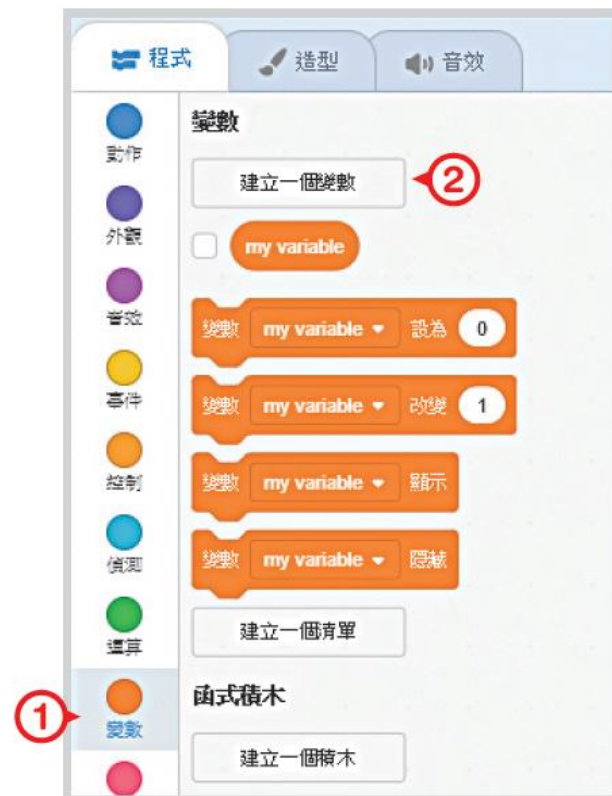 程式
造型
音效
變數
動作
建立一個變數
②
外觀
my variable
音效
變數 my variable 設為 0
事件
變數 my variable 改變 1
控制
變數 my variable 顯示
偵測
變數 my variable 隱藏
運算
建立一個清單
①
變數
函式積木
建立一個積木